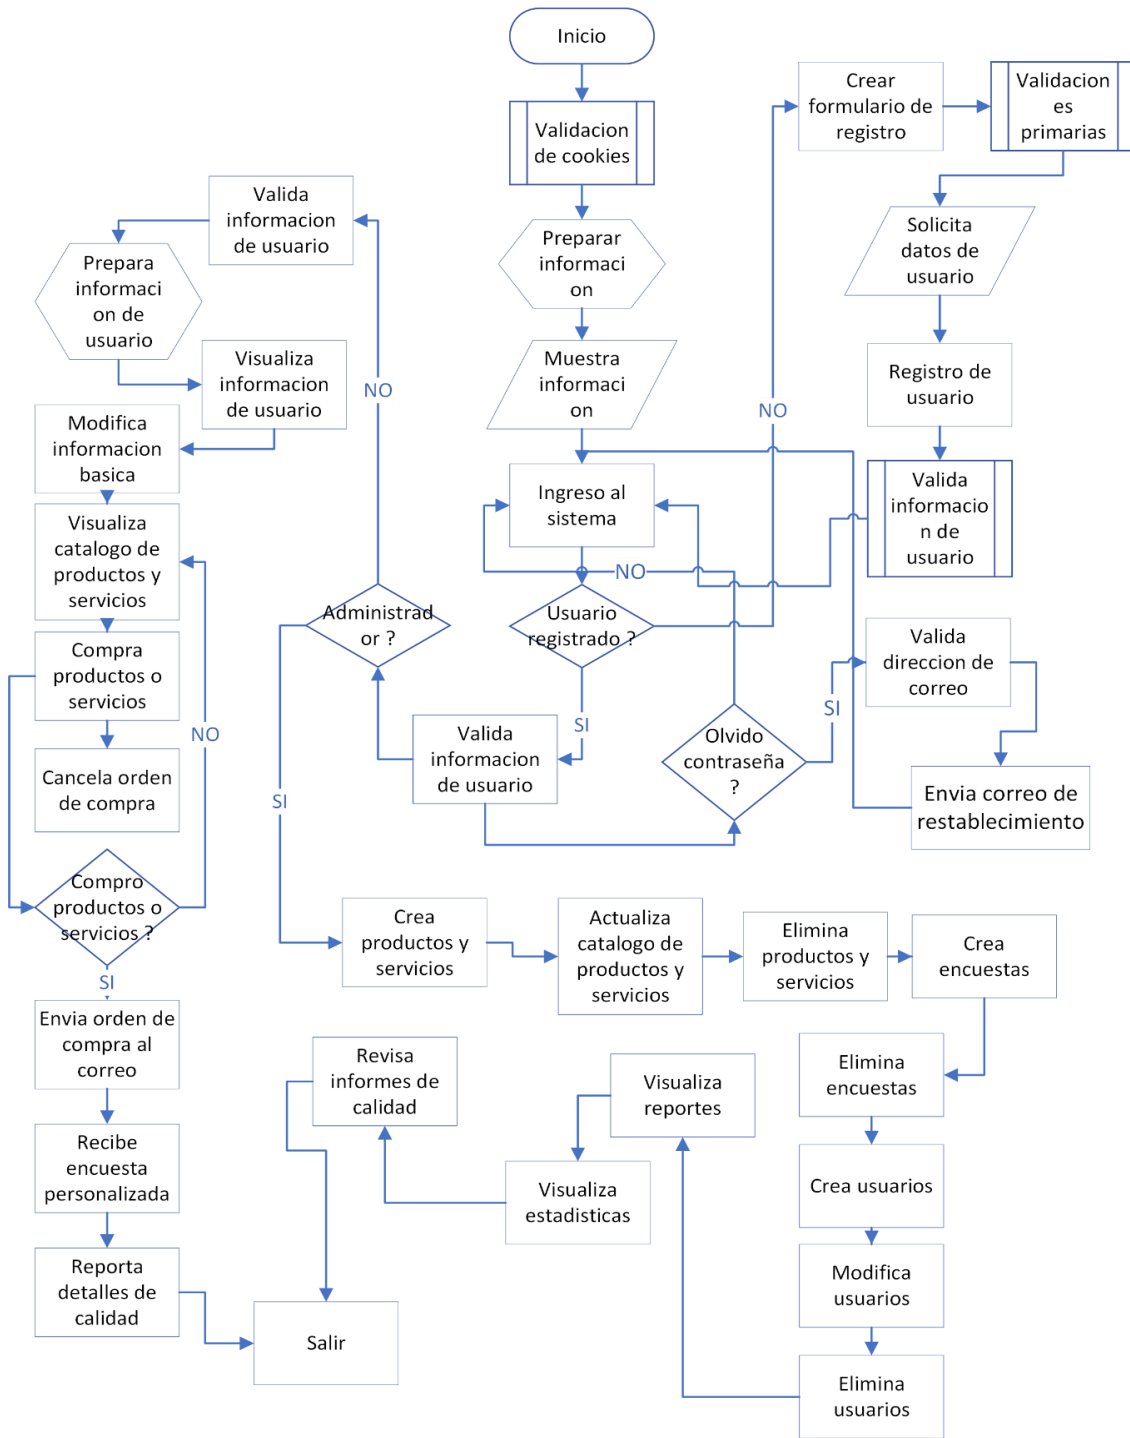 Inicio
Validacion
de cookies
Preparar
informaci
on
Muestra
informaci
on
Ingreso al
sistema
Usuario
registrado ?
NO
Crear
formulario de
registro
Validacion
es
primarias
Solicita
datos de
usuario
Registro de
usuario
Valida
informacio
n de
usuario
SI
Valida
informacion
de usuario
Olvido
contraseña
?
NO
SI
Valida
direccion de
correo
Envia correo de
restablecimiento
Administrad
or ?
NO
Valida
informacion
de usuario
Prepara
informaci
on de
usuario
Visualiza
informacion
de usuario
Modifica
informacion
basica
Visualiza
catalogo de
productos y
servicios
Compra
productos o
servicios
Cancela orden
de compra
Compro
productos o
servicios ?
NO
SI
Envia orden de
compra al
correo
Recibe
encuesta
personalizada
Reporta
detalles de
calidad
SI
Crea
productos y
servicios
Actualiza
catalogo de
productos y
servicios
Elimina
productos y
servicios
Crea
encuestas
Elimina
encuestas
Crea usuarios
Modifica
usuarios
Elimina
usuarios
Visualiza
reportes
Visualiza
estadisticas
Revisa
informes de
calidad
Salir